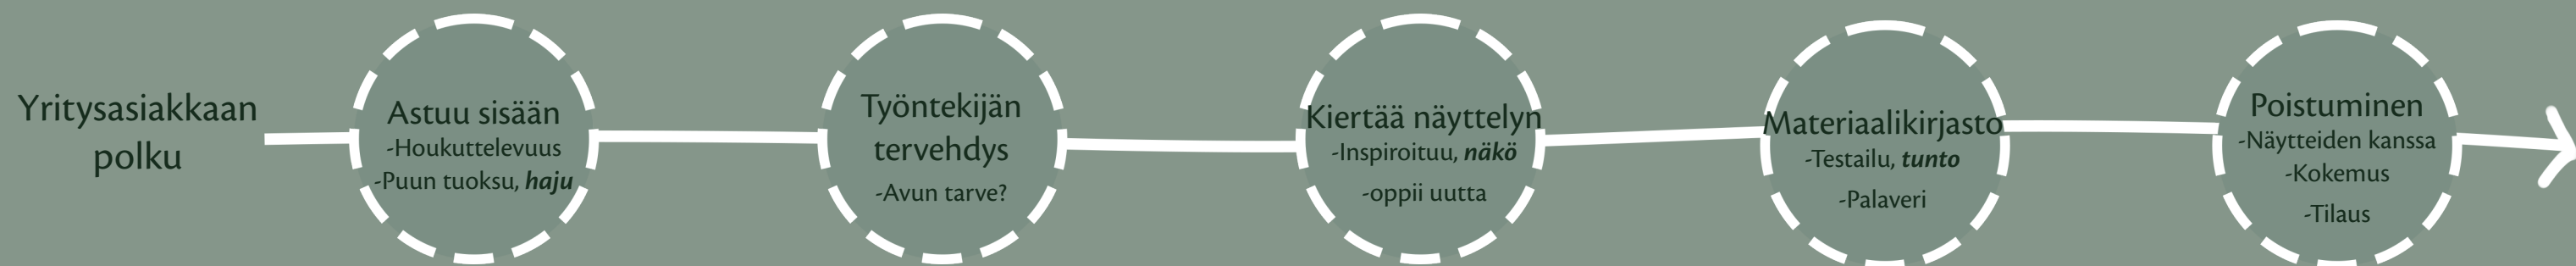 Yritysasiakkaan
polku
Astuu sisään
-Houkuttelevuus
-Puun tuoksu, haju
Työntekijän
tervehdys
-Avun tarve?
Kiertää näyttelyn
-Inspiroituu, näkö
-oppii uutta
Materiaalikirjasto
-Testailu, tunto
-Palaveri
Poistuminen
-Näytteiden kanssa
-Kokemus
-Tilaus